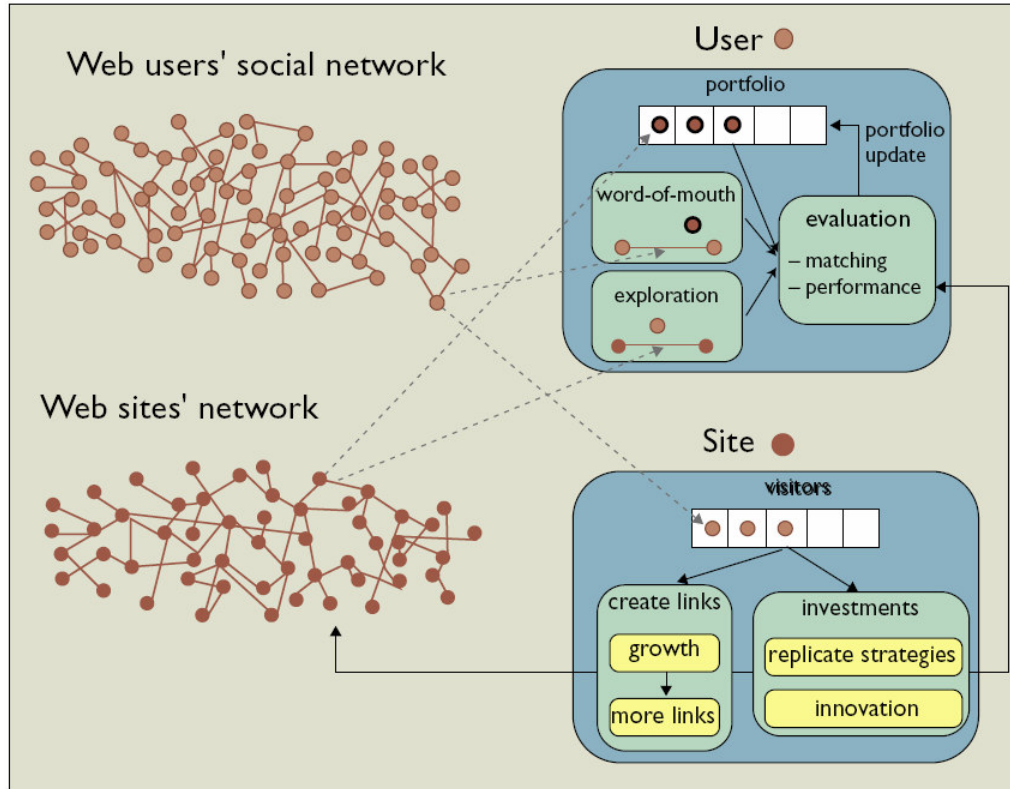 Web users' social network
User
portfolio
portfolio
update
word-of-mouth
evaluation
– matching
– performance
exploration
Web sites' network
Site
visitors
create links
growth
more links
investments
replicate strategies
innovation